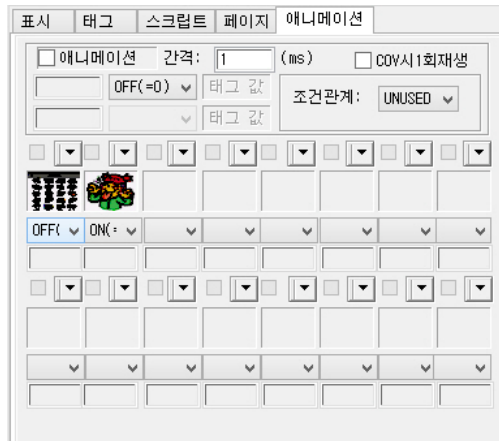 표시 태그 스크립트 페이지 애니메이션
애니메이션 간격: 1 (ms) COV시1회재생
OFF(=0) 태그 값 조건관계: UNUSED
태그 값
OFF( ON(=